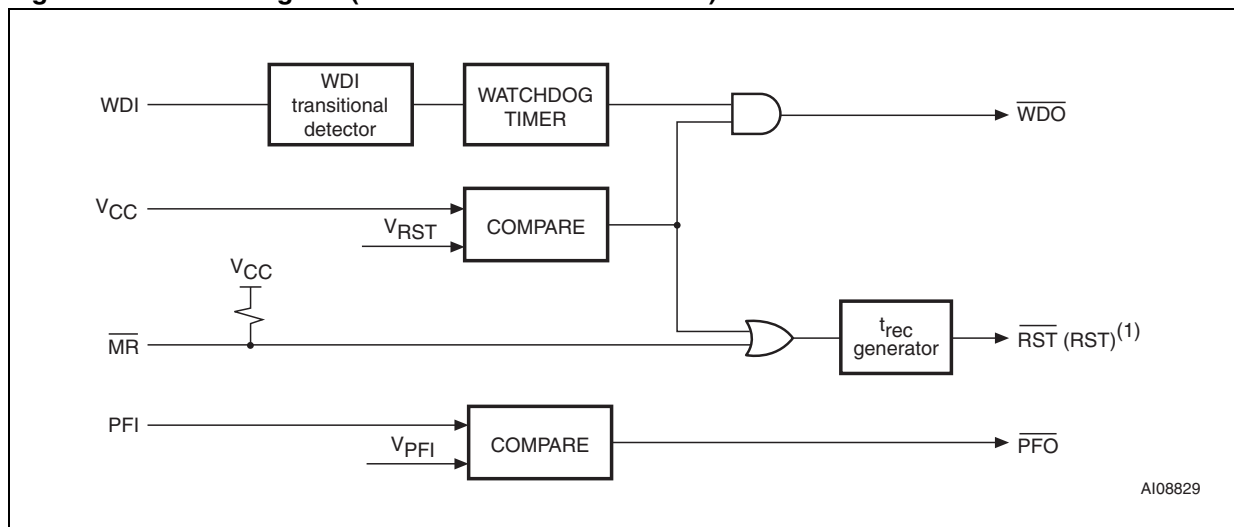 WDI
WDI
transitional
detector
WATCHDOG
TIMER
WDO
VCC
VRST
COMPARE
VCC
MR
trec
generator
RST (RST)(1)
PFI
VPFI
COMPARE
PFO
AI08829